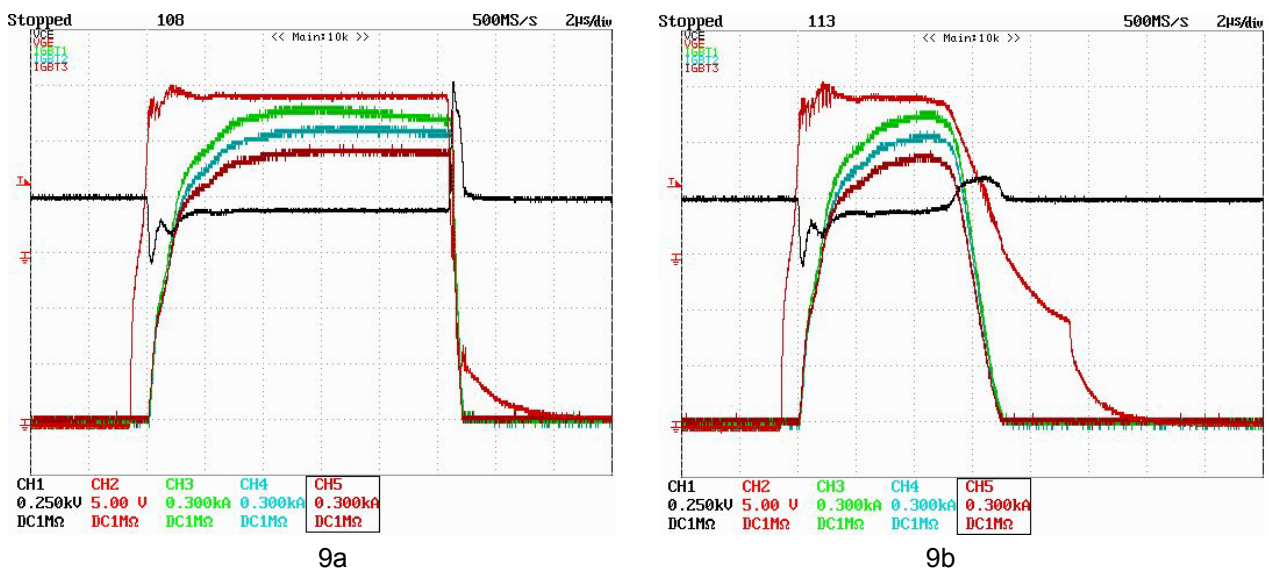 Stopped 108 500MS/s 2µs/div
<< Main:10k >>
VCE
VGE
IGBT1
IGBT2
IGBT3
CH1 CH2 CH3 CH4 CH5
0.250kV 5.00 V 0.300kA 0.300kA 0.300kA
DC1MΩ DC1MΩ DC1MΩ DC1MΩ DC1MΩ
9a
Stopped 113 500MS/s 2µs/div
<< Main:10k >>
VCE
VGE
IGBT1
IGBT2
IGBT3
CH1 CH2 CH3 CH4 CH5
0.250kV 5.00 V 0.300kA 0.300kA 0.300kA
DC1MΩ DC1MΩ DC1MΩ DC1MΩ DC1MΩ
9b